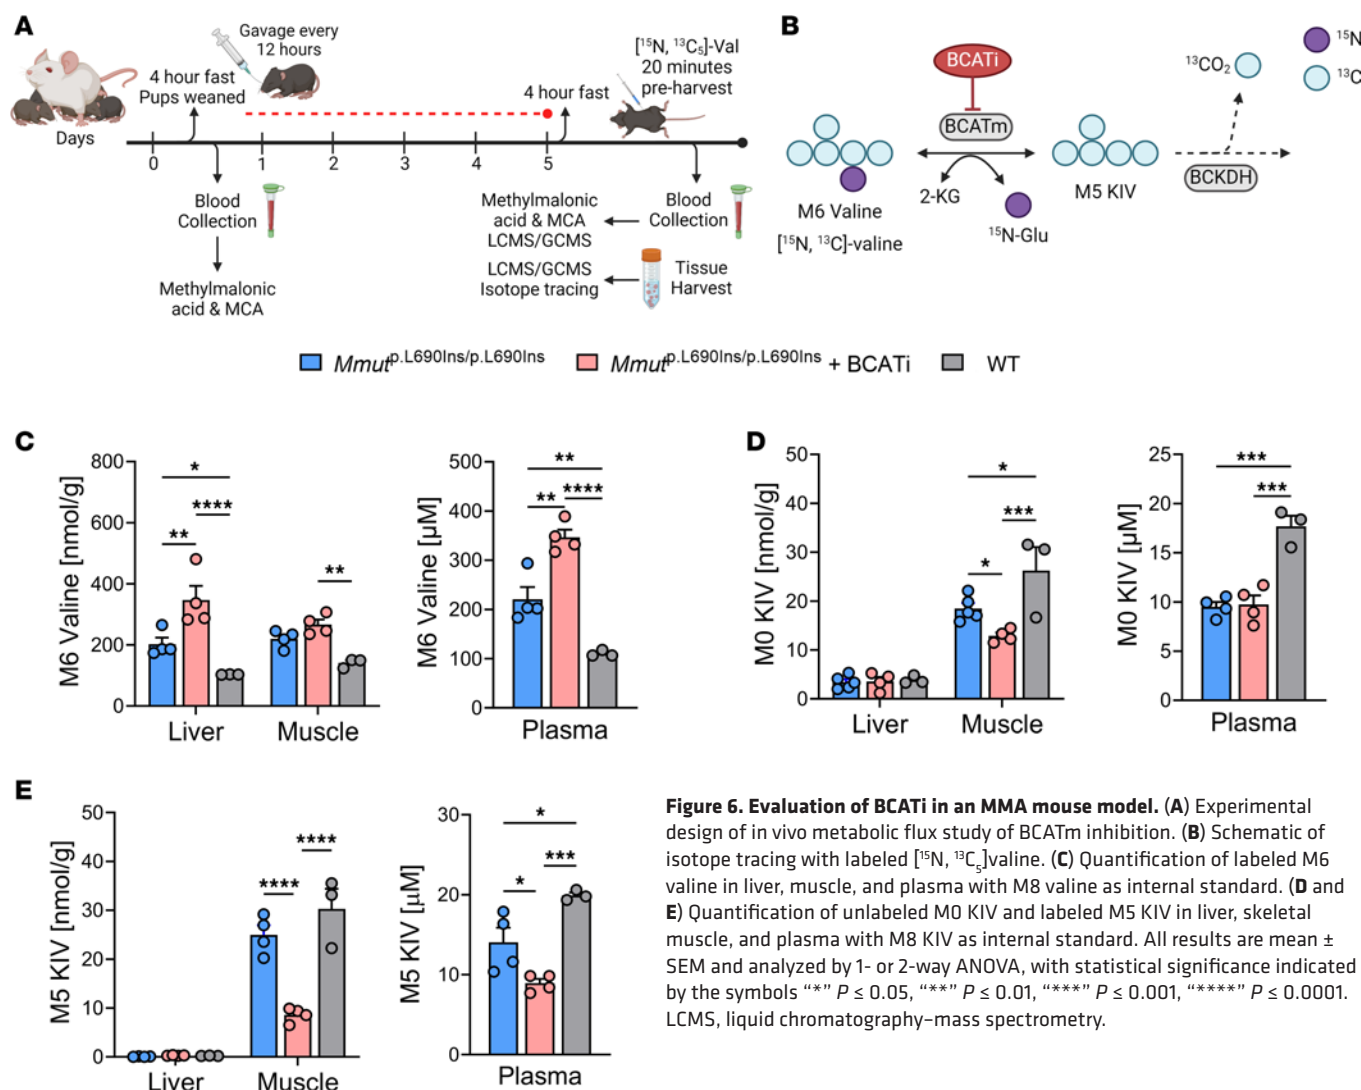 A
Gavage every
12 hours
4 hour fast
Pups weaned
[¹⁵N, ¹³C₅]-Val
20 minutes
pre-harvest
4 hour fast
Days
0 1 2 3 4 5
Blood
Collection
Methylmalonic
acid & MCA
Methylmalonic
acid & MCA
LCMS/GCMS
Blood
Collection
LCMS/GCMS
Isotope tracing
Tissue
Harvest
B
BCATi
BCATm
¹³CO₂
¹⁵N
¹³C
M6 Valine
[¹⁵N, ¹³C]-valine
2-KG
¹⁵N-Glu
M5 KIV
BCKDH
Mmut^p.L690Ins/p.L690Ins Mmut^p.L690Ins/p.L690Ins + BCATi WT
C
M6 Valine [nmol/g]
800
600
400
200
0
*
****
**
**
Liver Muscle
M6 Valine [µM]
500
400
300
200
100
0
**
** ****
Plasma
D
M0 KIV [nmol/g]
50
40
30
20
10
0
*
***
*
Liver Muscle
M0 KIV [µM]
25
20
15
10
5
0
***
***
Plasma
E
M5 KIV [nmol/g]
50
40
30
20
10
0
****
****
Liver Muscle
M5 KIV [µM]
30
20
10
0
*
***
*
Plasma
Figure 6. Evaluation of BCATi in an MMA mouse model. (A) Experimental
design of in vivo metabolic flux study of BCATm inhibition. (B) Schematic of
isotope tracing with labeled [¹⁵N, ¹³C₅]valine. (C) Quantification of labeled M6
valine in liver, muscle, and plasma with M8 valine as internal standard. (D and
E) Quantification of unlabeled M0 KIV and labeled M5 KIV in liver, skeletal
muscle, and plasma with M8 KIV as internal standard. All results are mean ±
SEM and analyzed by 1- or 2-way ANOVA, with statistical significance indicated
by the symbols “*” P ≤ 0.05, “**” P ≤ 0.01, “***” P ≤ 0.001, “****” P ≤ 0.0001.
LCMS, liquid chromatography–mass spectrometry.